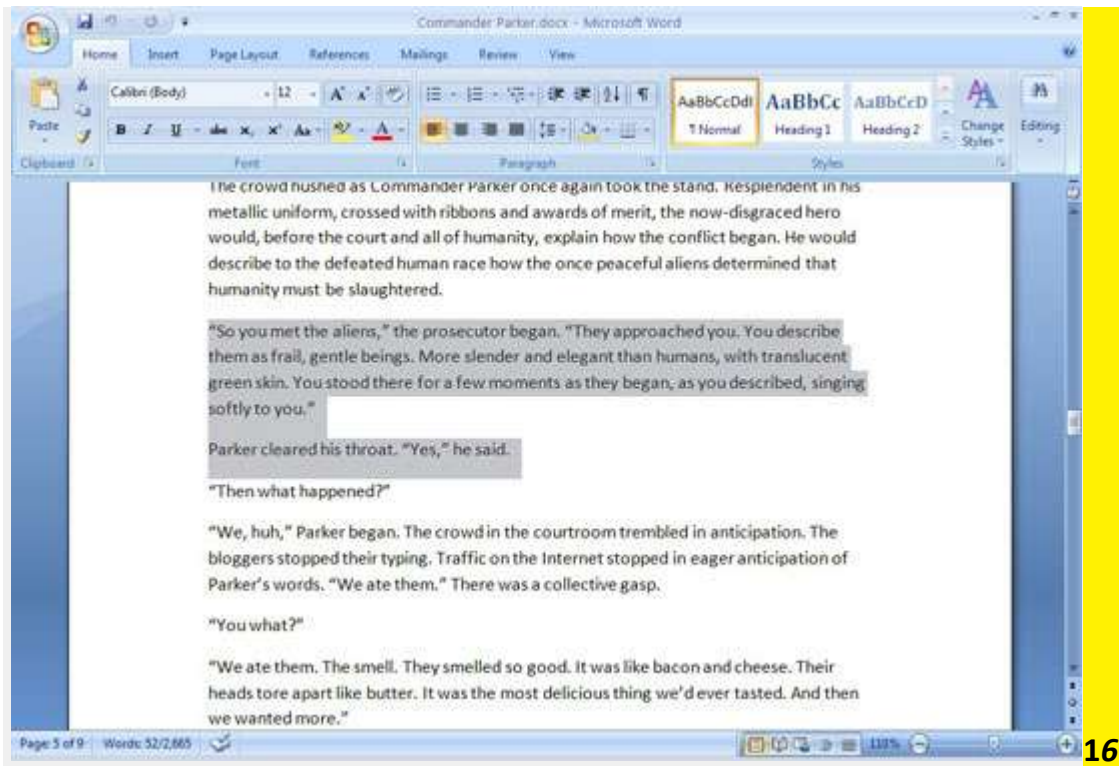 Commander Parker.docx - Microsoft Word
Home Insert Page Layout References Mailings Review View
Calibri (Body) 12
Paste
B I U abc x, x' Aa A
AaBbCcDdI AaBbCc AaBbCcD
¶ Normal Heading 1 Heading 2 Change Styles Editing
Clipboard Font Paragraph Styles
The crowd hushed as Commander Parker once again took the stand. Resplendent in his
metallic uniform, crossed with ribbons and awards of merit, the now-disgraced hero
would, before the court and all of humanity, explain how the conflict began. He would
describe to the defeated human race how the once peaceful aliens determined that
humanity must be slaughtered.
“So you met the aliens,” the prosecutor began. “They approached you. You describe
them as frail, gentle beings. More slender and elegant than humans, with translucent
green skin. You stood there for a few moments as they began, as you described, singing
softly to you.”
Parker cleared his throat. “Yes,” he said.
“Then what happened?”
“We, huh,” Parker began. The crowd in the courtroom trembled in anticipation. The
bloggers stopped their typing. Traffic on the Internet stopped in eager anticipation of
Parker’s words. “We ate them.” There was a collective gasp.
“You what?”
“We ate them. The smell. They smelled so good. It was like bacon and cheese. Their
heads tore apart like butter. It was the most delicious thing we’d ever tasted. And then
we wanted more.”
Page: 5 of 9 Words: 52/2,665 110%
16